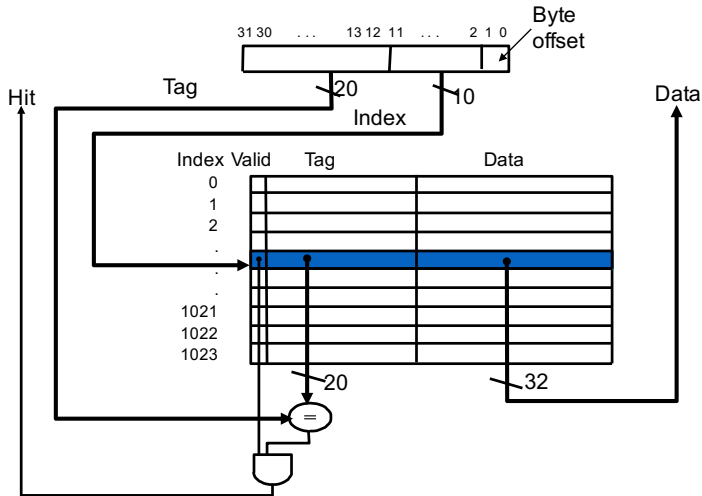 Byte
offset
31 30 . . . 13 12 11 . . . 2 1 0
Tag
20
10
Hit
Data
Index
Index Valid Tag Data
0
1
2
.
.
.
1021
1022
1023
20
32
=